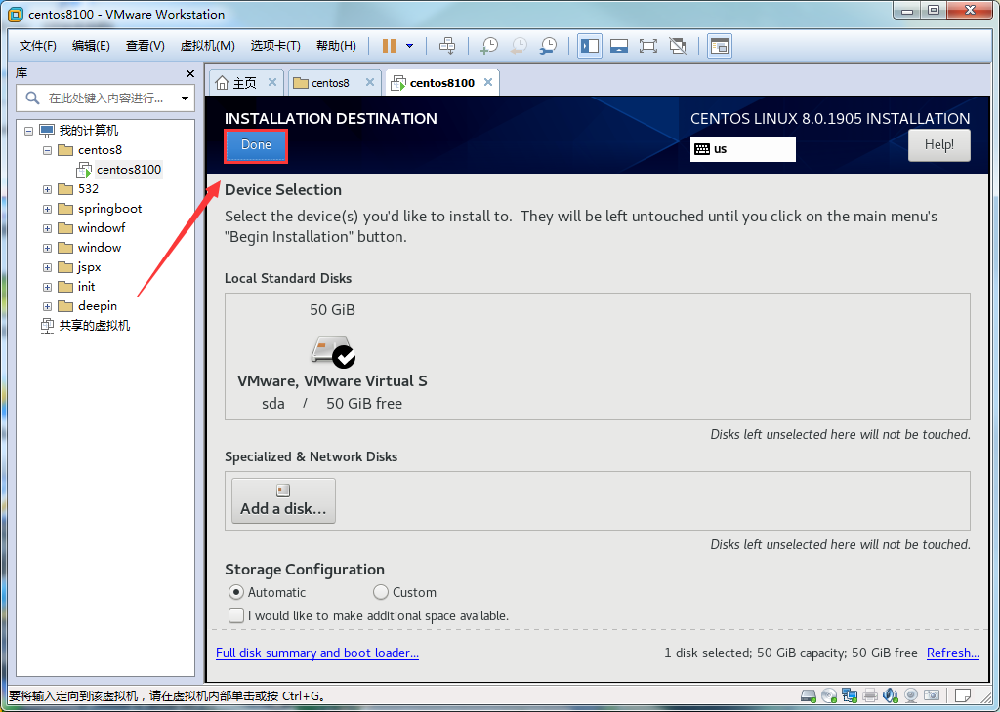 centos8100 - VMware Workstation
文件(F) 编辑(E) 查看(V) 虚拟机(M) 选项卡(T) 帮助(H)
库
在此处键入内容进行...
我的计算机
centos8
centos8100
532
springboot
windowf
window
jspx
init
deepin
共享的虚拟机
主页 centos8 centos8100
INSTALLATION DESTINATION
CENTOS LINUX 8.0.1905 INSTALLATION
Done
us
Help!
Device Selection
Select the device(s) you'd like to install to. They will be left untouched until you click on the main menu's
"Begin Installation" button.
Local Standard Disks
50 GiB
VMware, VMware Virtual S
sda / 50 GiB free
Disks left unselected here will not be touched.
Specialized & Network Disks
Add a disk...
Disks left unselected here will not be touched.
Storage Configuration
Automatic Custom
I would like to make additional space available.
Full disk summary and boot loader...
1 disk selected; 50 GiB capacity; 50 GiB free Refresh...
要将输入定向到该虚拟机，请在虚拟机内部单击或按 Ctrl+G。